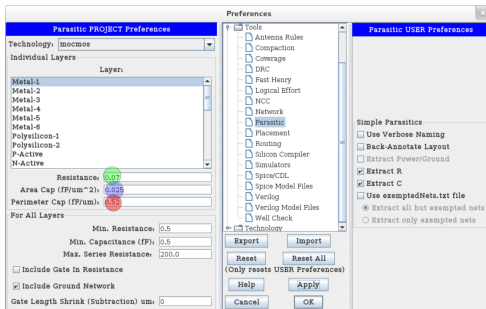 Preferences
Parasitic PROJECT Preferences
Technology: mocmos
Individual Layers
Layer:
Metal-1
Metal-2
Metal-3
Metal-4
Metal-5
Metal-6
Polysilicon-1
Polysilicon-2
P-Active
N-Active
Resistance: 0.07
Area Cap (fF/um^2): 0.025
Perimeter Cap (fF/um): 0.52
For All Layers
Min. Resistance: 0.5
Min. Capacitance (fF): 0.5
Max. Series Resistance: 200.0
Include Gate In Resistance
Include Ground Network
Gate Length Shrink (Subtraction) um: 0
Tools
Antenna Rules
Compaction
Coverage
DRC
Fast Henry
Logical Effort
NCC
Network
Parasitic
Placement
Routing
Silicon Compiler
Simulators
Spice/CDL
Spice Model Files
Verilog
Verilog Model Files
Well Check
Technology
Export Import
Reset Reset All
(Only resets USER Preferences)
Help Apply
Cancel OK
Parasitic USER Preferences
Simple Parasitics
Use Verbose Naming
Back-Annotate Layout
Extract Power/Ground
Extract R
Extract C
Use exemptedNets.txt file
Extract all but exempted nets
Extract only exempted nets